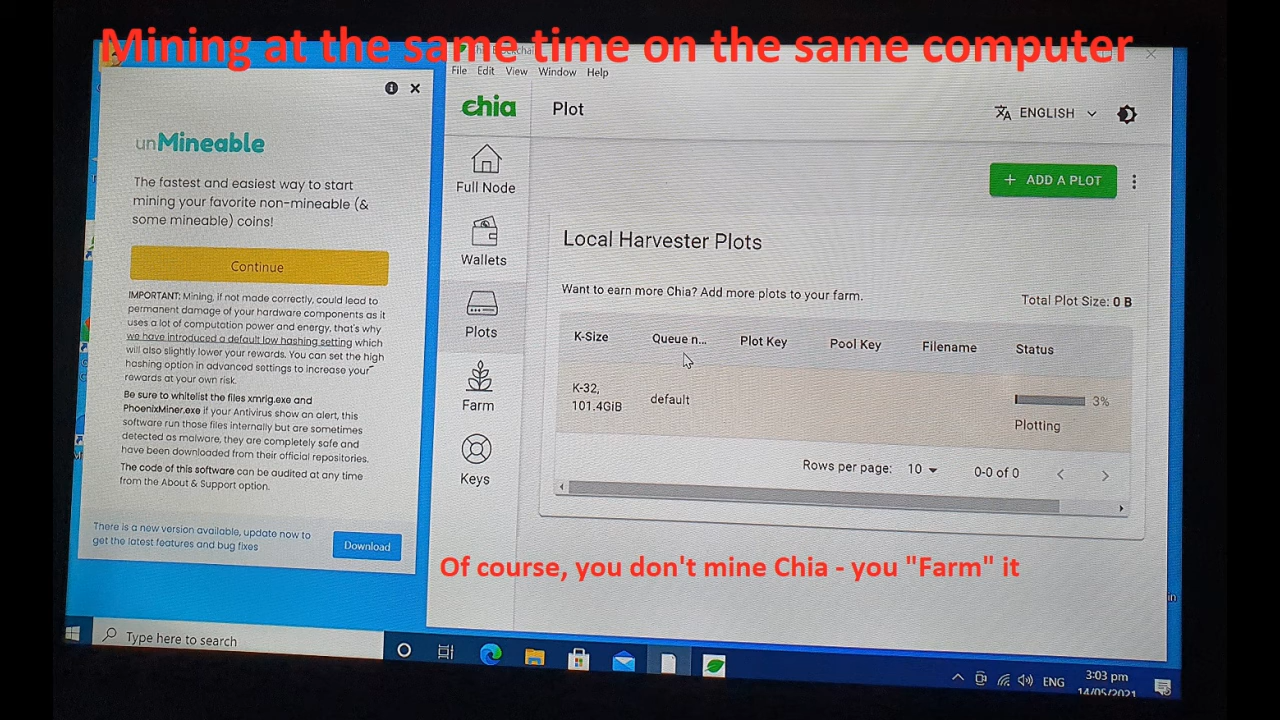 Mining at the same time on the same computer
File Edit View Window Help
unMineable
The fastest and easiest way to start
mining your favorite non-mineable (&
some mineable) coins!
Continue
IMPORTANT: Mining, if not made correctly, could lead to
permanent damage of your hardware components as it
uses a lot of computation power and energy, that's why
we have introduced a default low hashing setting which
will also slightly lower your rewards. You can set the high
hashing option in advanced settings to increase your
rewards at your own risk.
Be sure to whitelist the files xmrig.exe and
PhoenixMiner.exe if your Antivirus show an alert, this
software run those files internally but are sometimes
detected as malware, they are completely safe and
have been downloaded from their official repositories.
The code of this software can be audited at any time
from the About & Support option.
There is a new version available, update now to
get the latest features and bug fixes
Download
chia
Plot
ENGLISH
Full Node
Wallets
Plots
Farm
Keys
+ ADD A PLOT
Local Harvester Plots
Want to earn more Chia? Add more plots to your farm.
Total Plot Size: 0 B
K-Size Queue n... Plot Key Pool Key Filename Status
K-32,
101.4GiB
default
3%
Plotting
Rows per page: 10 0-0 of 0
Of course, you don't mine Chia - you "Farm" it
Type here to search
ENG
3:03 pm
14/05/2021